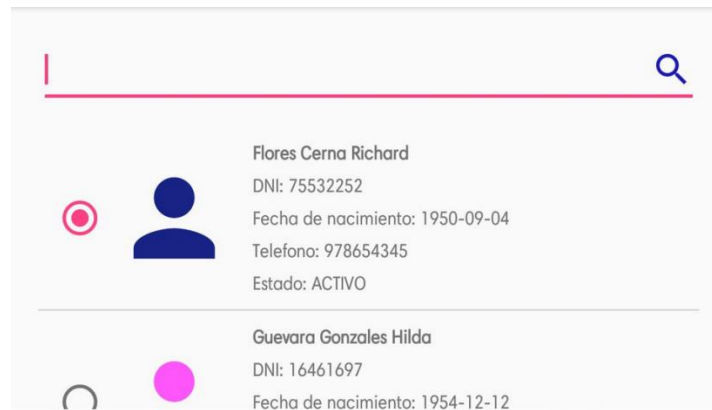 Flores Cerna Richard
DNI: 75532252
Fecha de nacimiento: 1950-09-04
Telefono: 978654345
Estado: ACTIVO
Guevara Gonzales Hilda
DNI: 16461697
Fecha de nacimiento: 1954-12-12